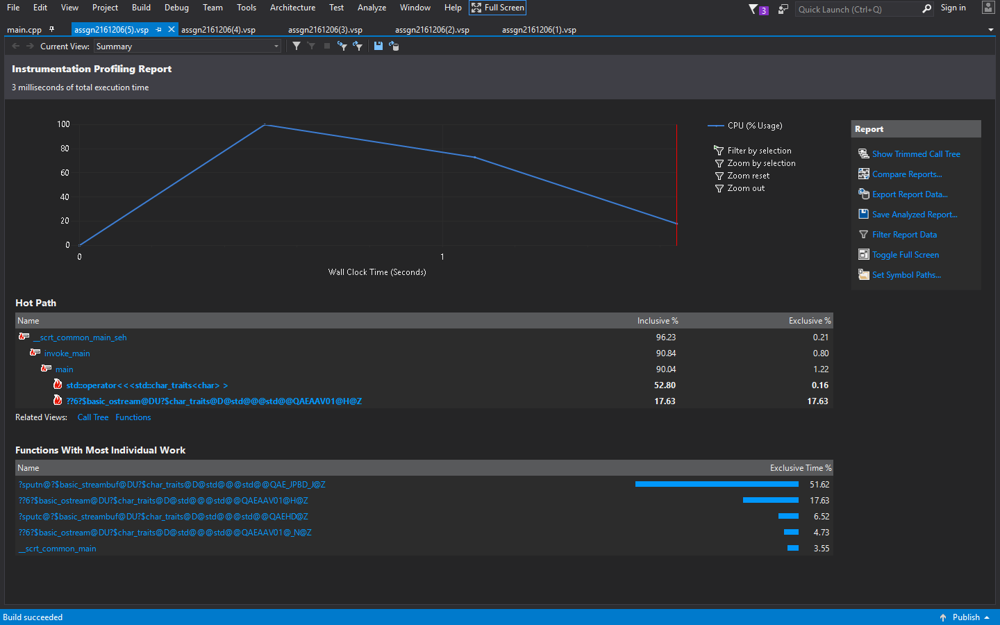 File Edit View Project Build Debug Team Tools Architecture Test Analyze Window Help Full Screen 3 Quick Launch (Ctrl+Q) Sign in
main.cpp assgn2161206(5).vsp assgn2161206(4).vsp assgn2161206(3).vsp assgn2161206(2).vsp assgn2161206(1).vsp
Current View: Summary
Instrumentation Profiling Report
3 milliseconds of total execution time
100
80
60
40
20
0
0 1
Wall Clock Time (Seconds)
CPU (% Usage)
Filter by selection
Zoom by selection
Zoom reset
Zoom out
Report
Show Trimmed Call Tree
Compare Reports...
Export Report Data...
Save Analyzed Report...
Filter Report Data
Toggle Full Screen
Set Symbol Paths...
Hot Path
Name Inclusive % Exclusive %
__scrt_common_main_seh 96.23 0.21
invoke_main 90.84 0.80
main 90.04 1.22
std::operator<<<std::char_traits<char> > 52.80 0.16
??6?$basic_ostream@DU?$char_traits@D@std@@@std@@QAEAAV01@H@Z 17.63 17.63
Related Views: Call Tree Functions
Functions With Most Individual Work
Name Exclusive Time %
?sputn@?$basic_streambuf@DU?$char_traits@D@std@@@std@@QAE_JPBD_J@Z 51.62
??6?$basic_ostream@DU?$char_traits@D@std@@@std@@QAEAAV01@H@Z 17.63
?sputc@?$basic_streambuf@DU?$char_traits@D@std@@@std@@QAEHD@Z 6.52
??6?$basic_ostream@DU?$char_traits@D@std@@@std@@QAEAAV01@_N@Z 4.73
__scrt_common_main 3.55
Build succeeded Publish